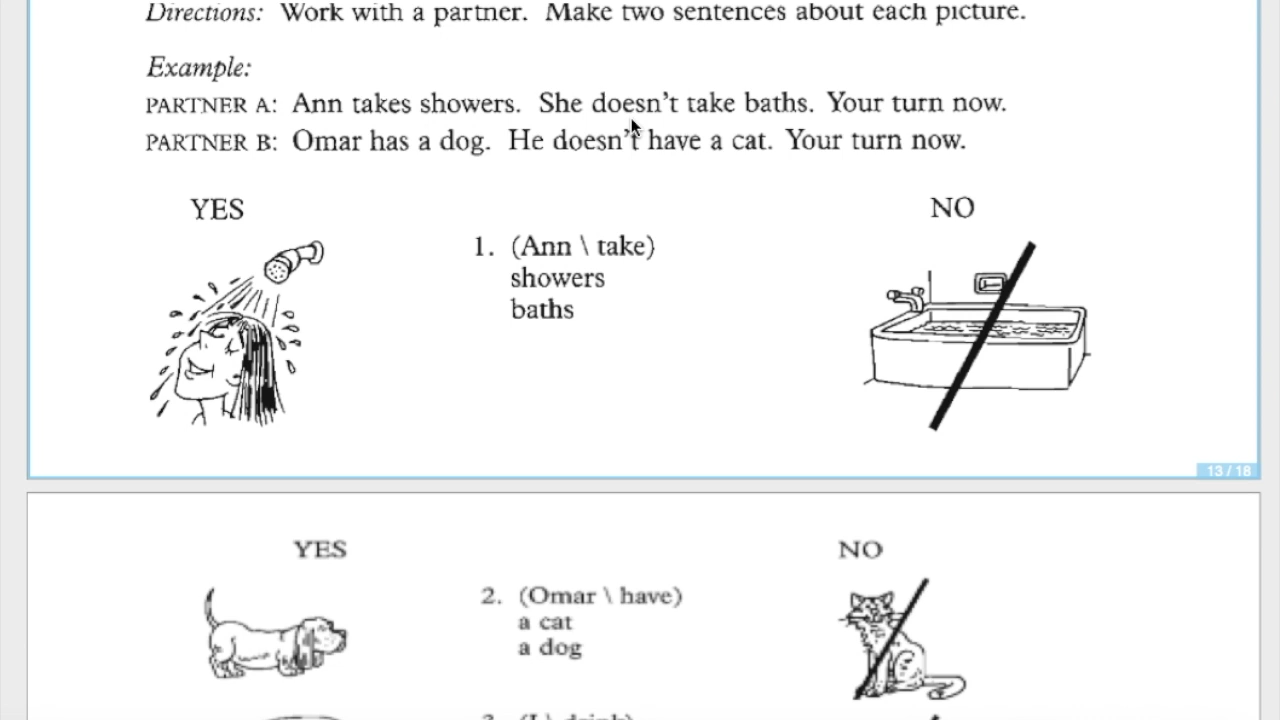 Directions: Work with a partner. Make two sentences about each picture.
Example:
PARTNER A: Ann takes showers. She doesn't take baths. Your turn now.
PARTNER B: Omar has a dog. He doesn't have a cat. Your turn now.
YES
NO
1. (Ann \ take)
showers
baths
13 / 18
YES
NO
2. (Omar \ have)
a cat
a dog
3. (I \ drink)